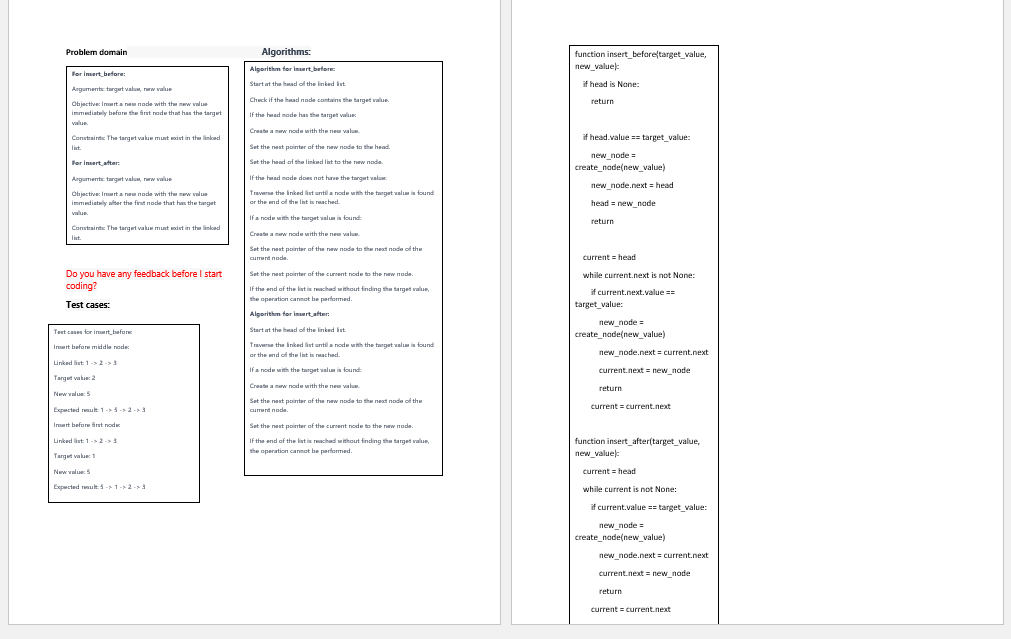 Problem domain
For insert_before:
Arguments: target value, new value
Objective: Insert a new node with the new value
immediately before the first node that has the target
value.
Constraints: The target value must exist in the linked
list.
For insert_after:
Arguments: target value, new value
Objective: Insert a new node with the new value
immediately after the first node that has the target
value.
Constraints: The target value must exist in the linked
list.
Do you have any feedback before I start
coding?
Test cases:
Test cases for insert_before:
Insert before middle node:
Linked list: 1 -> 2 -> 3
Target value: 2
New value: 5
Expected result: 1 -> 5 -> 2 -> 3
Insert before first node:
Linked list: 1 -> 2 -> 3
Target value: 1
New value: 5
Expected result: 5 -> 1 -> 2 -> 3
Algorithms:
Algorithm for insert_before:
Start at the head of the linked list.
Check if the head node contains the target value.
If the head node has the target value:
Create a new node with the new value.
Set the next pointer of the new node to the head.
Set the head of the linked list to the new node.
If the head node does not have the target value:
Traverse the linked list until a node with the target value is found
or the end of the list is reached.
If a node with the target value is found:
Create a new node with the new value.
Set the next pointer of the new node to the next node of the
current node.
Set the next pointer of the current node to the new node.
If the end of the list is reached without finding the target value,
the operation cannot be performed.
Algorithm for insert_after:
Start at the head of the linked list.
Traverse the linked list until a node with the target value is found
or the end of the list is reached.
If a node with the target value is found:
Create a new node with the new value.
Set the next pointer of the new node to the next node of the
current node.
Set the next pointer of the current node to the new node.
If the end of the list is reached without finding the target value,
the operation cannot be performed.
function insert_before(target_value,
new_value):
if head is None:
return
if head.value == target_value:
new_node =
create_node(new_value)
new_node.next = head
head = new_node
return
current = head
while current.next is not None:
if current.next.value ==
target_value:
new_node =
create_node(new_value)
new_node.next = current.next
current.next = new_node
return
current = current.next
function insert_after(target_value,
new_value):
current = head
while current is not None:
if current.value == target_value:
new_node =
create_node(new_value)
new_node.next = current.next
current.next = new_node
return
current = current.next